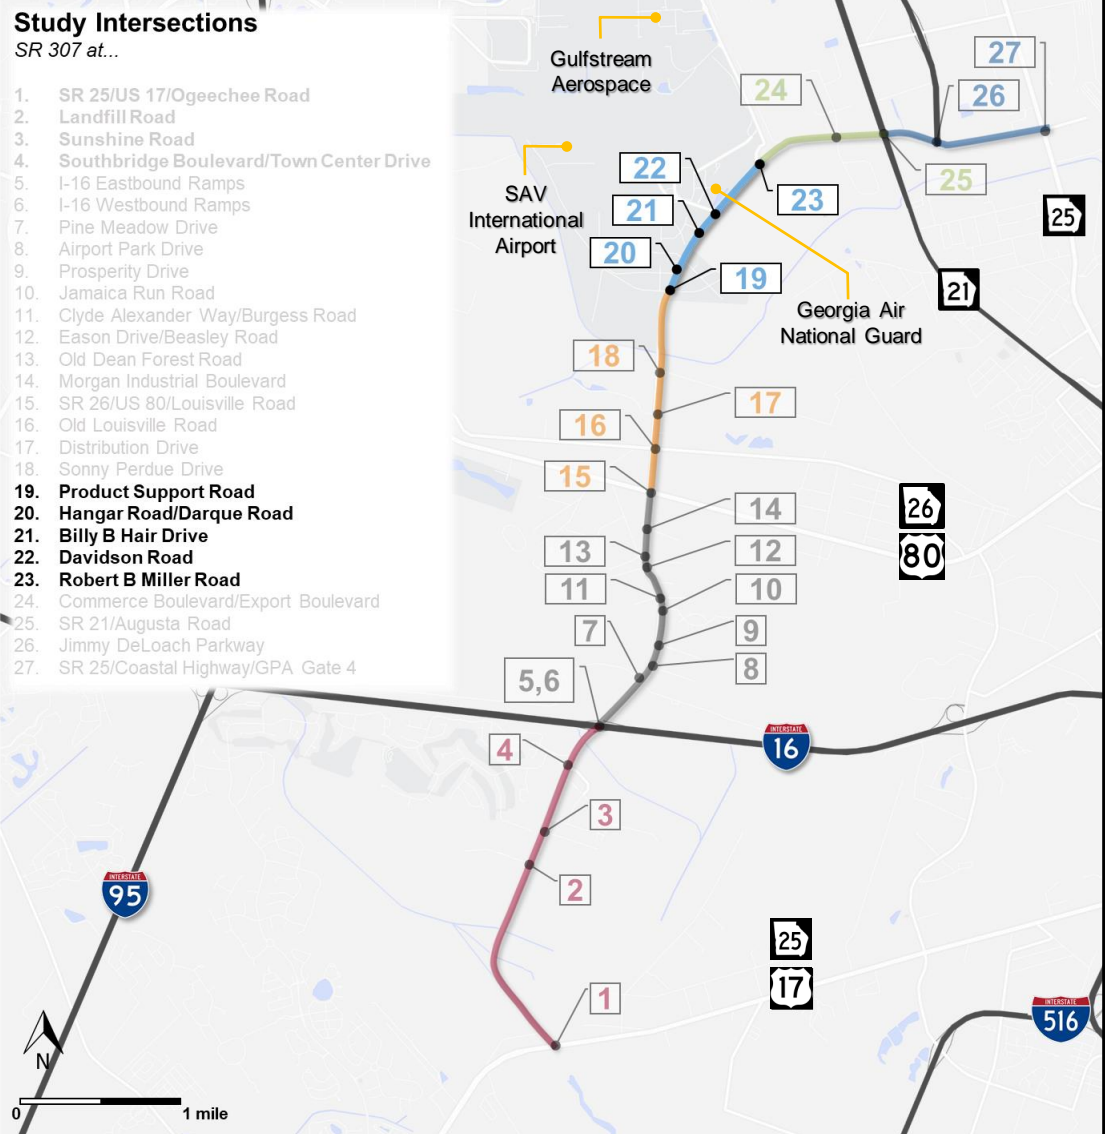 Study Intersections
SR 307 at...
1. SR 25/US 17/Ogeechee Road
2. Landfill Road
3. Sunshine Road
4. Southbridge Boulevard/Town Center Drive
5. I-16 Eastbound Ramps
6. I-16 Westbound Ramps
7. Pine Meadow Drive
8. Airport Park Drive
9. Prosperity Drive
10. Jamaica Run Road
11. Clyde Alexander Way/Burgess Road
12. Eason Drive/Beasley Road
13. Old Dean Forest Road
14. Morgan Industrial Boulevard
15. SR 26/US 80/Louisville Road
16. Old Louisville Road
17. Distribution Drive
18. Sonny Perdue Drive
19. Product Support Road
20. Hangar Road/Darque Road
21. Billy B Hair Drive
22. Davidson Road
23. Robert B Miller Road
24. Commerce Boulevard/Export Boulevard
25. SR 21/Augusta Road
26. Jimmy DeLoach Parkway
27. SR 25/Coastal Highway/GPA Gate 4
Gulfstream
Aerospace
27
24
26
22
25
SAV
International
Airport
23
21
25
20
19
21
Georgia Air
National Guard
18
17
16
15
14
26
13
12
80
11
10
7
9
8
5,6
4
INTERSTATE
16
3
2
INTERSTATE
95
25
17
1
INTERSTATE
516
N
0
1 mile